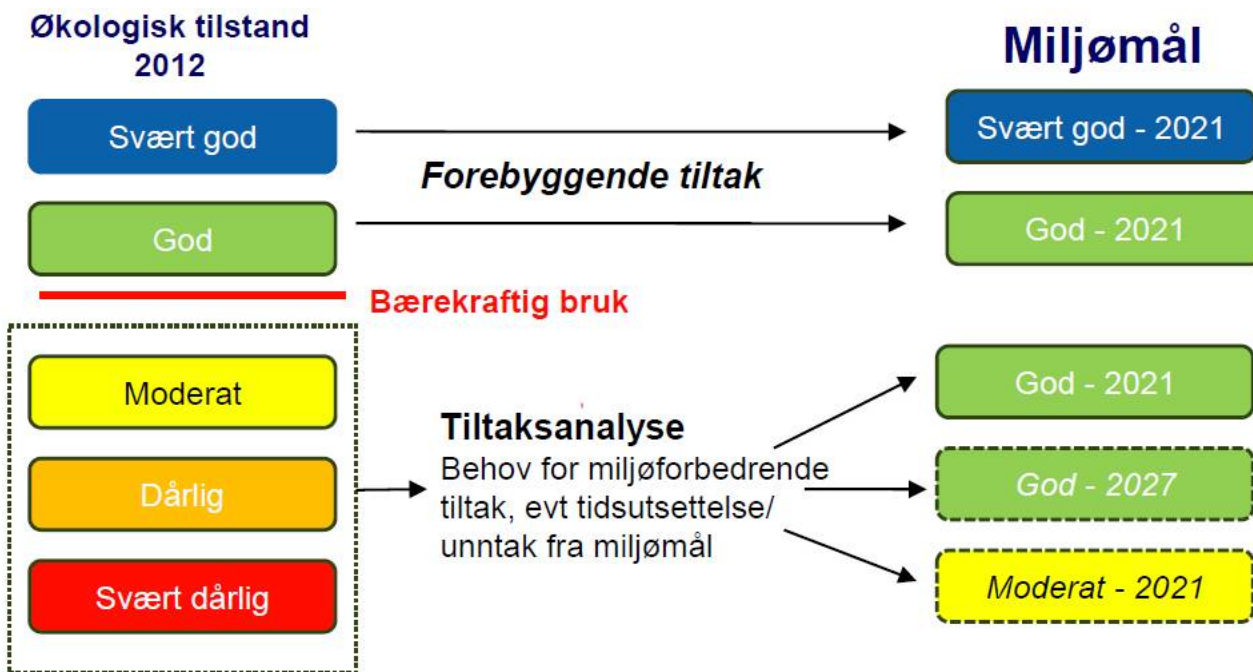 Økologisk tilstand
2012
Miljømål
Svært god
Svært god - 2021
Forebyggende tiltak
God
God - 2021
Bærekraftig bruk
Moderat
Dårlig
Svært dårlig
Tiltaksanalyse
Behov for miljøforbedrende
tiltak, evt tidsutsettelse/
unntak fra miljømål
God - 2021
God - 2027
Moderat - 2021